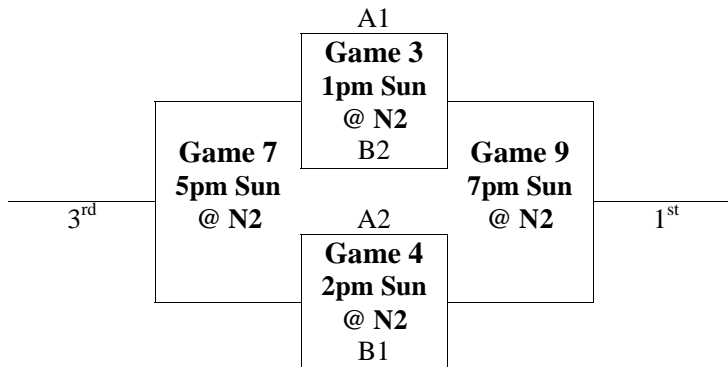 A1
Game 3
1pm Sun
@ N2
B2
Game 7
5pm Sun
@ N2
Game 9
7pm Sun
@ N2
3rd
1st
A2
Game 4
2pm Sun
@ N2
B1